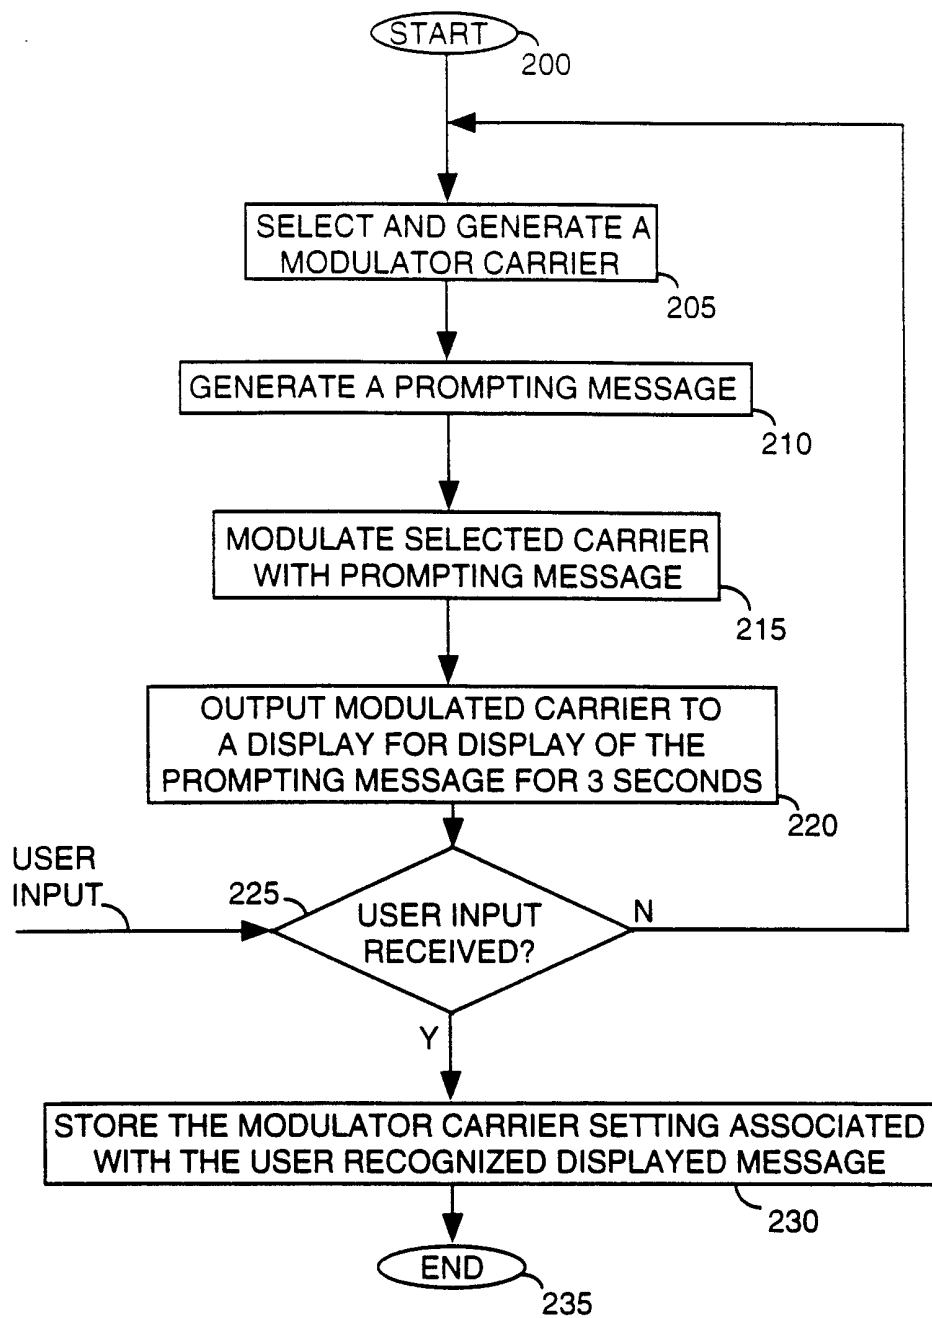 START
200
SELECT AND GENERATE A
MODULATOR CARRIER
205
GENERATE A PROMPTING MESSAGE
210
MODULATE SELECTED CARRIER
WITH PROMPTING MESSAGE
215
OUTPUT MODULATED CARRIER TO
A DISPLAY FOR DISPLAY OF THE
PROMPTING MESSAGE FOR 3 SECONDS
220
USER
INPUT
225
USER INPUT
RECEIVED?
N
Y
STORE THE MODULATOR CARRIER SETTING ASSOCIATED
WITH THE USER RECOGNIZED DISPLAYED MESSAGE
230
END
235